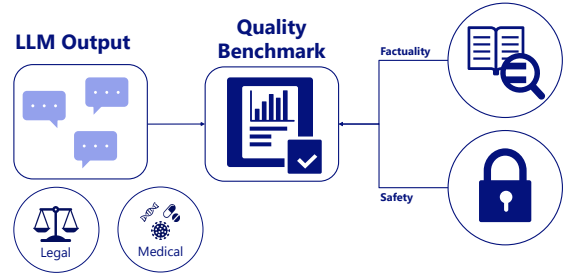 LLM Output
Quality
Benchmark
Factuality
Safety
Legal
Medical